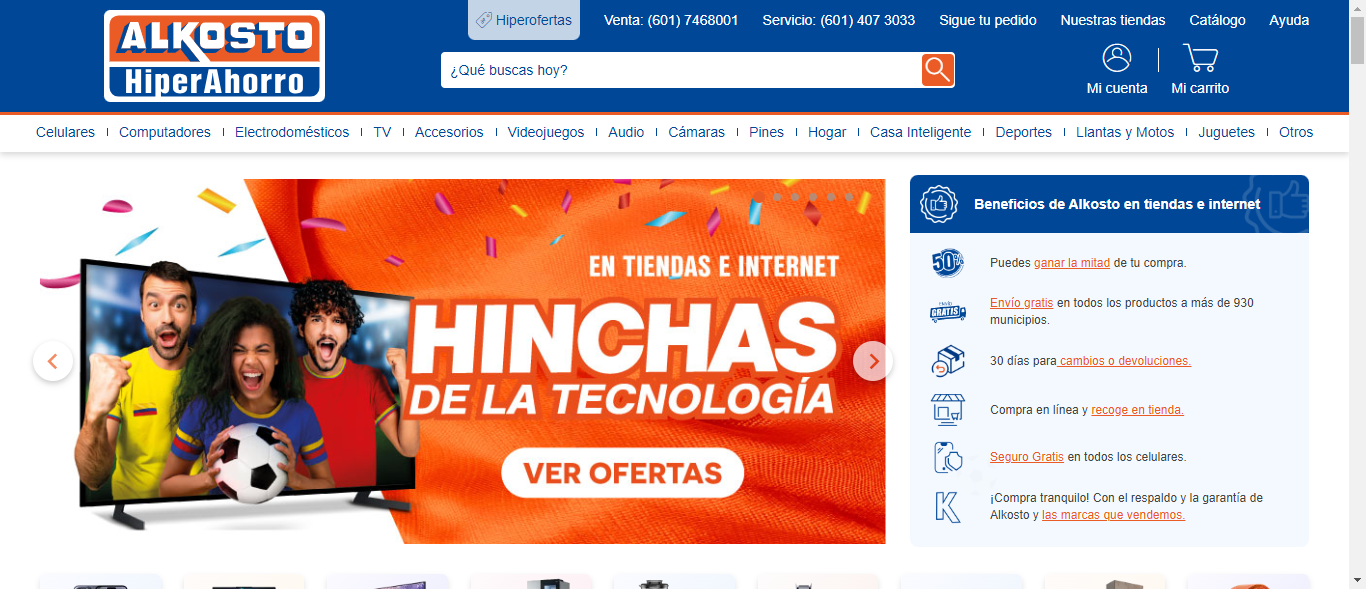 ALKOSTO
HiperAhorro
Hiperofertas
Venta: (601) 7468001
Servicio: (601) 407 3033
Sigue tu pedido
Nuestras tiendas
Catálogo
Ayuda
¿Qué buscas hoy?
Mi cuenta
Mi carrito
Celulares
Computadores
Electrodomésticos
TV
Accesorios
Videojuegos
Audio
Cámaras
Pines
Hogar
Casa Inteligente
Deportes
Llantas y Motos
Juguetes
Otros
EN TIENDAS E INTERNET
HINCHAS
DE LA TECNOLOGÍA
VER OFERTAS
Beneficios de Alkosto en tiendas e internet
50%
Puedes ganar la mitad de tu compra.
ENVÍO
GRATIS
Envío gratis en todos los productos a más de 930
municipios.
30 días para cambios o devoluciones.
Compra en línea y recoge en tienda.
Seguro Gratis en todos los celulares.
K
¡Compra tranquilo! Con el respaldo y la garantía de
Alkosto y las marcas que vendemos.